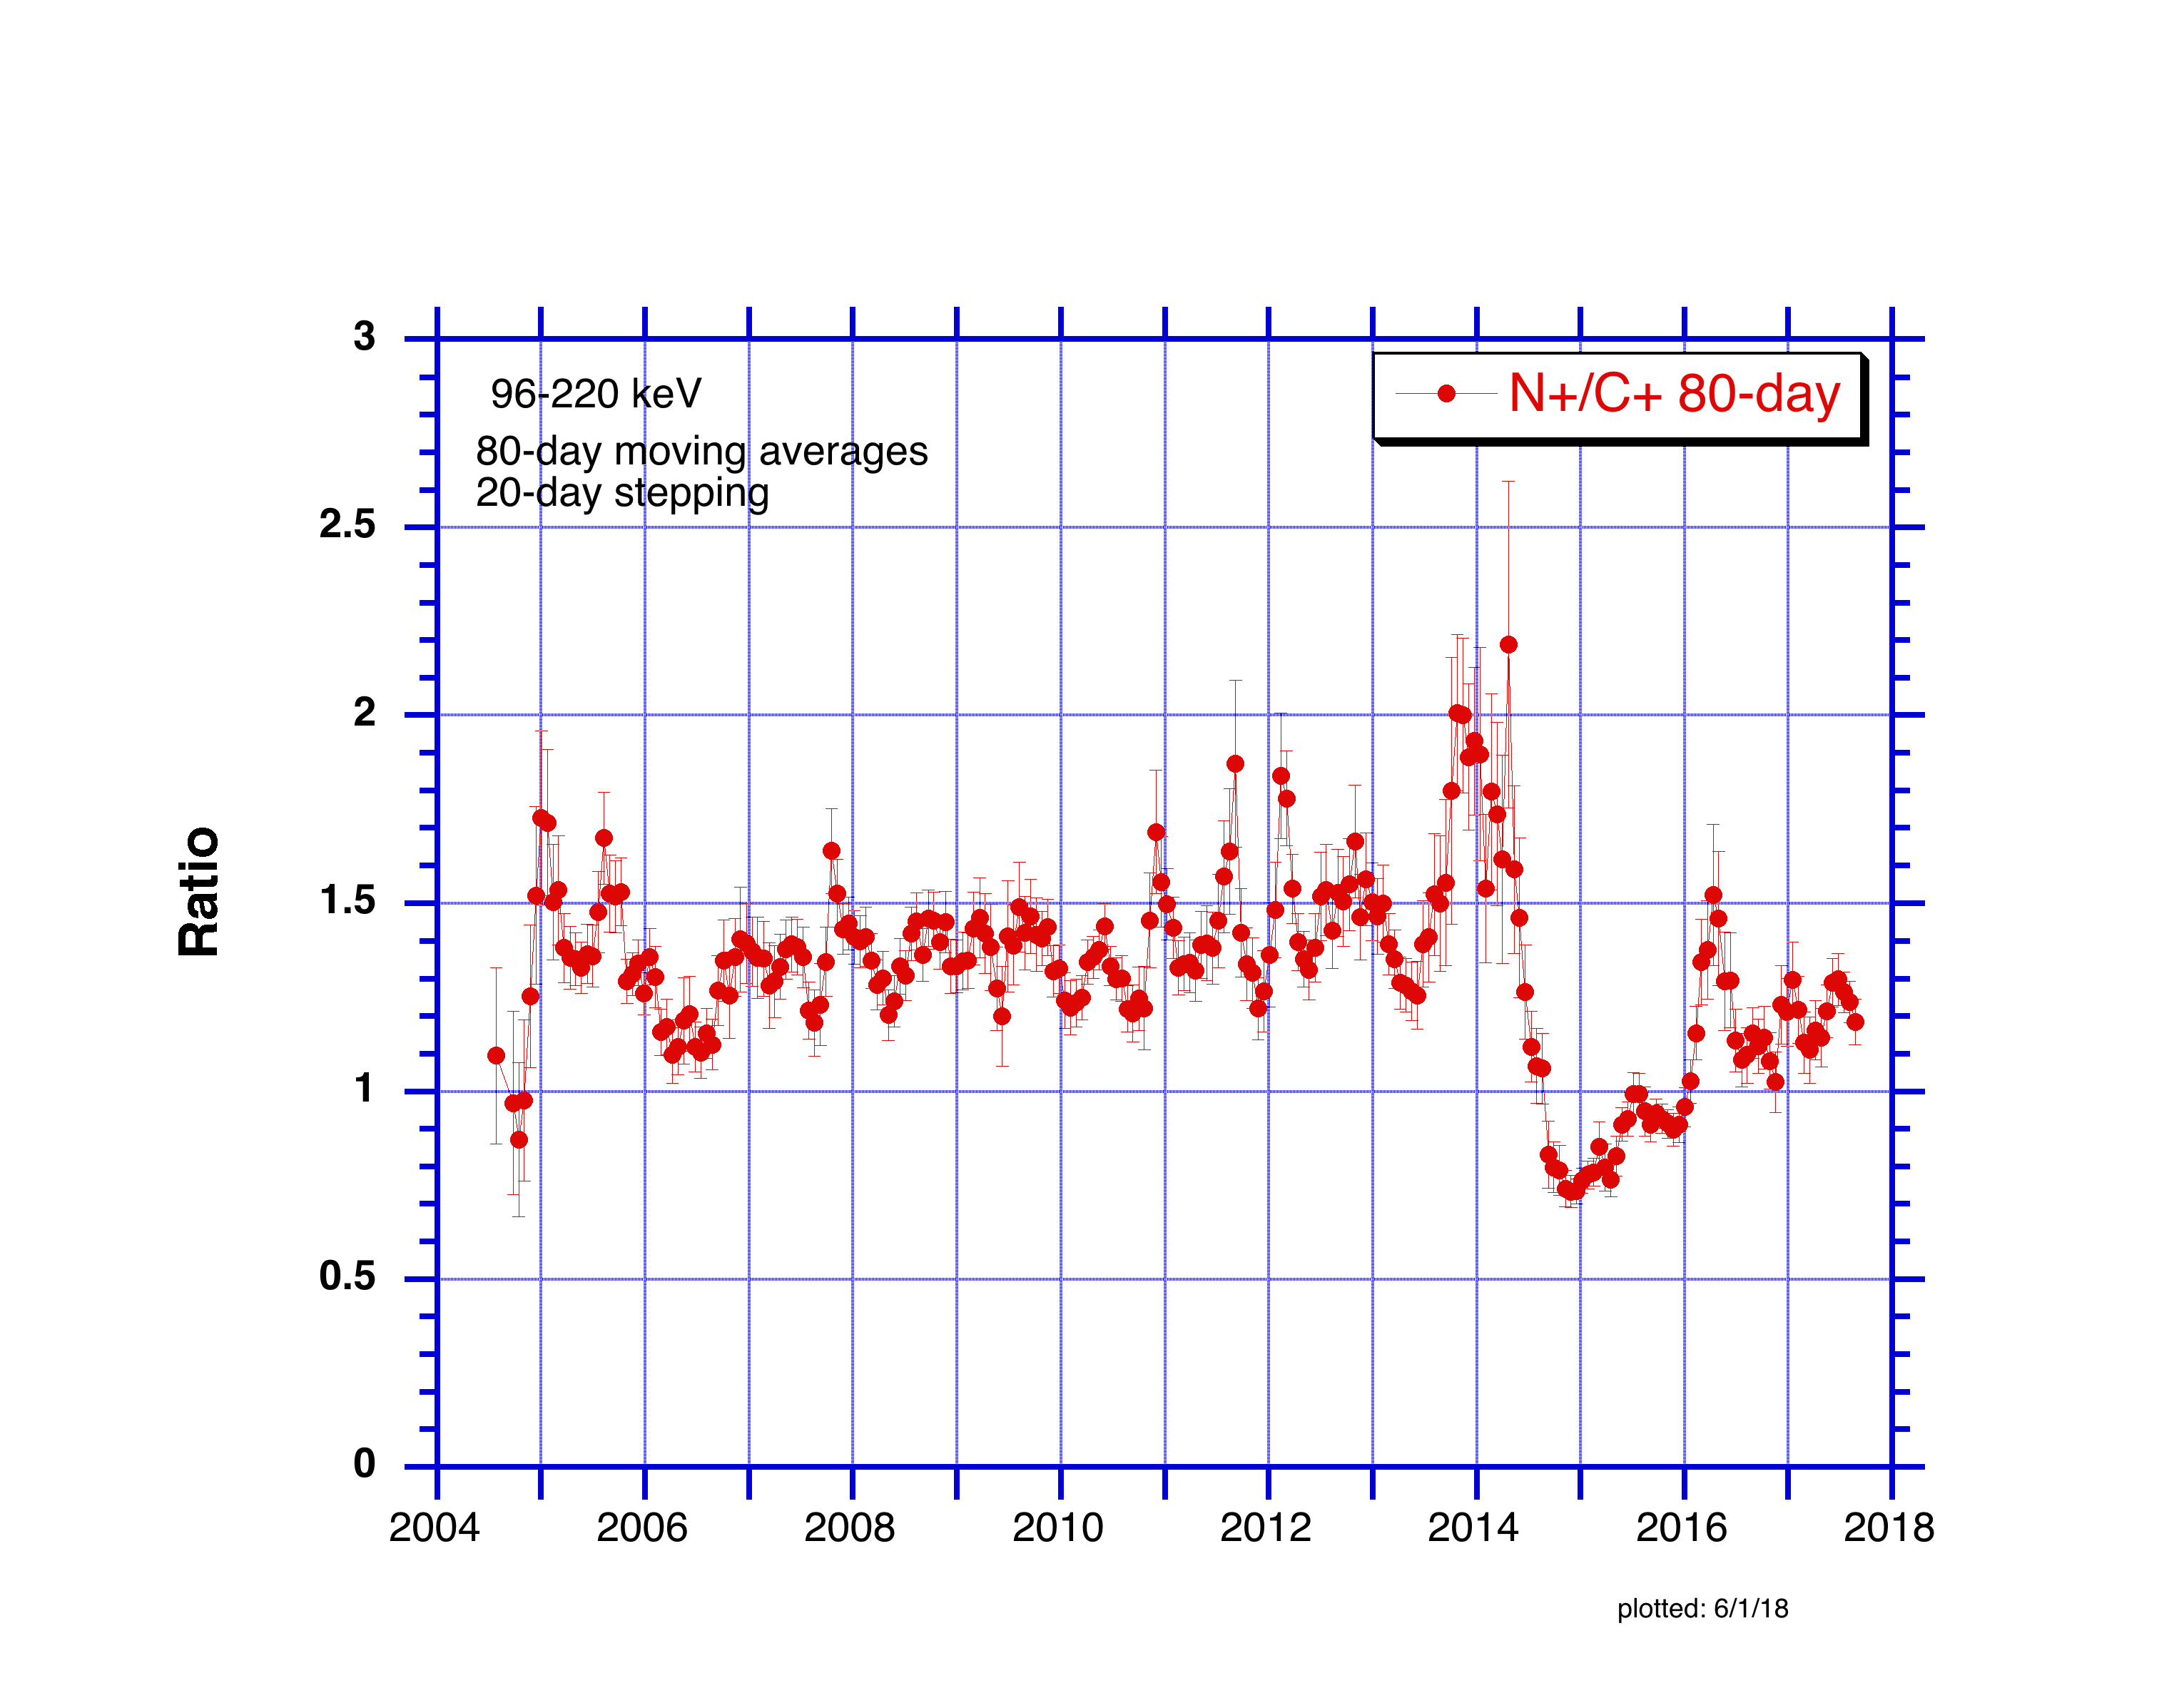 3
96-220 keV
N+/C+ 80-day
80-day moving averages
20-day stepping
2.5
2
Ratio
1.5
1
0.5
0
2004 2006 2008 2010 2012 2014 2016 2018
plotted: 6/1/18